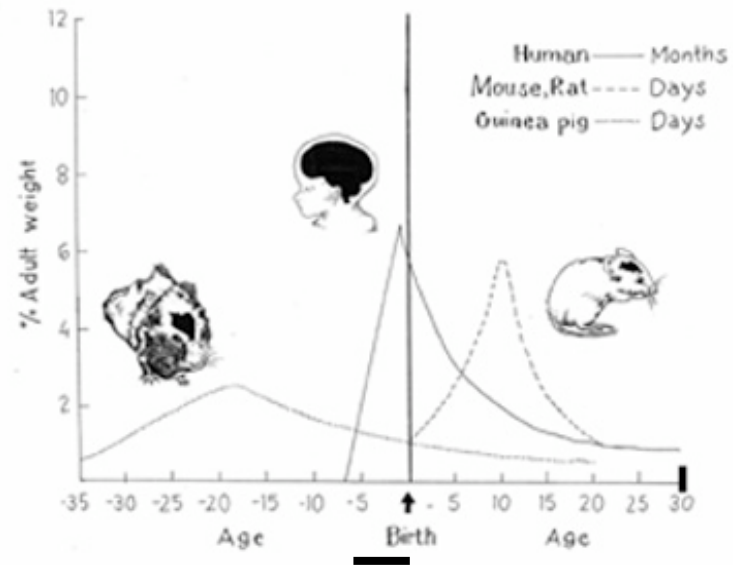 12
10
8
6
4
2
% Adult weight
Human —— Months
Mouse, Rat ---- Days
Guinea pig —— Days
-35 -30 -25 -20 -15 -10 -5 - 5 10 15 20 25 30
Age Birth Age